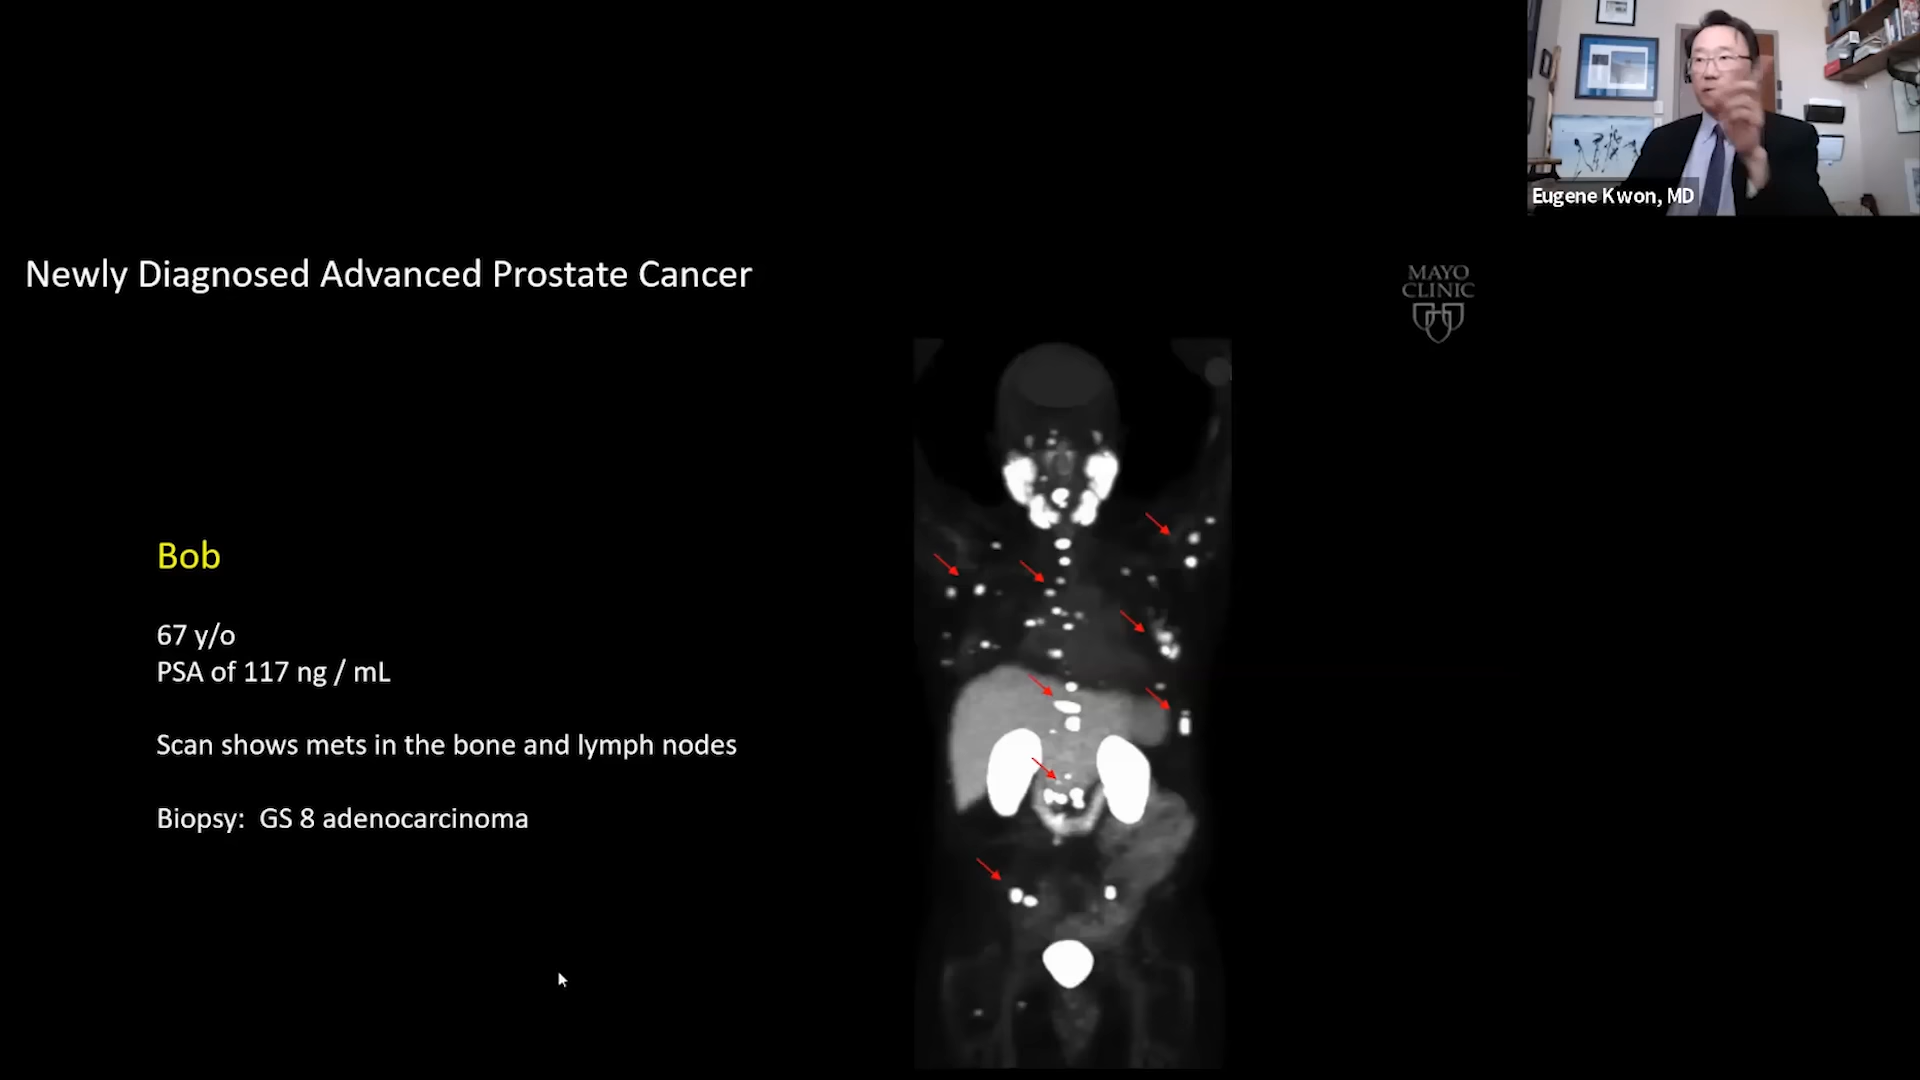 Eugene Kwon, MD
Newly Diagnosed Advanced Prostate Cancer
MAYO
CLINIC
Bob
67 y/o
PSA of 117 ng / mL
Scan shows mets in the bone and lymph nodes
Biopsy:  GS 8 adenocarcinoma